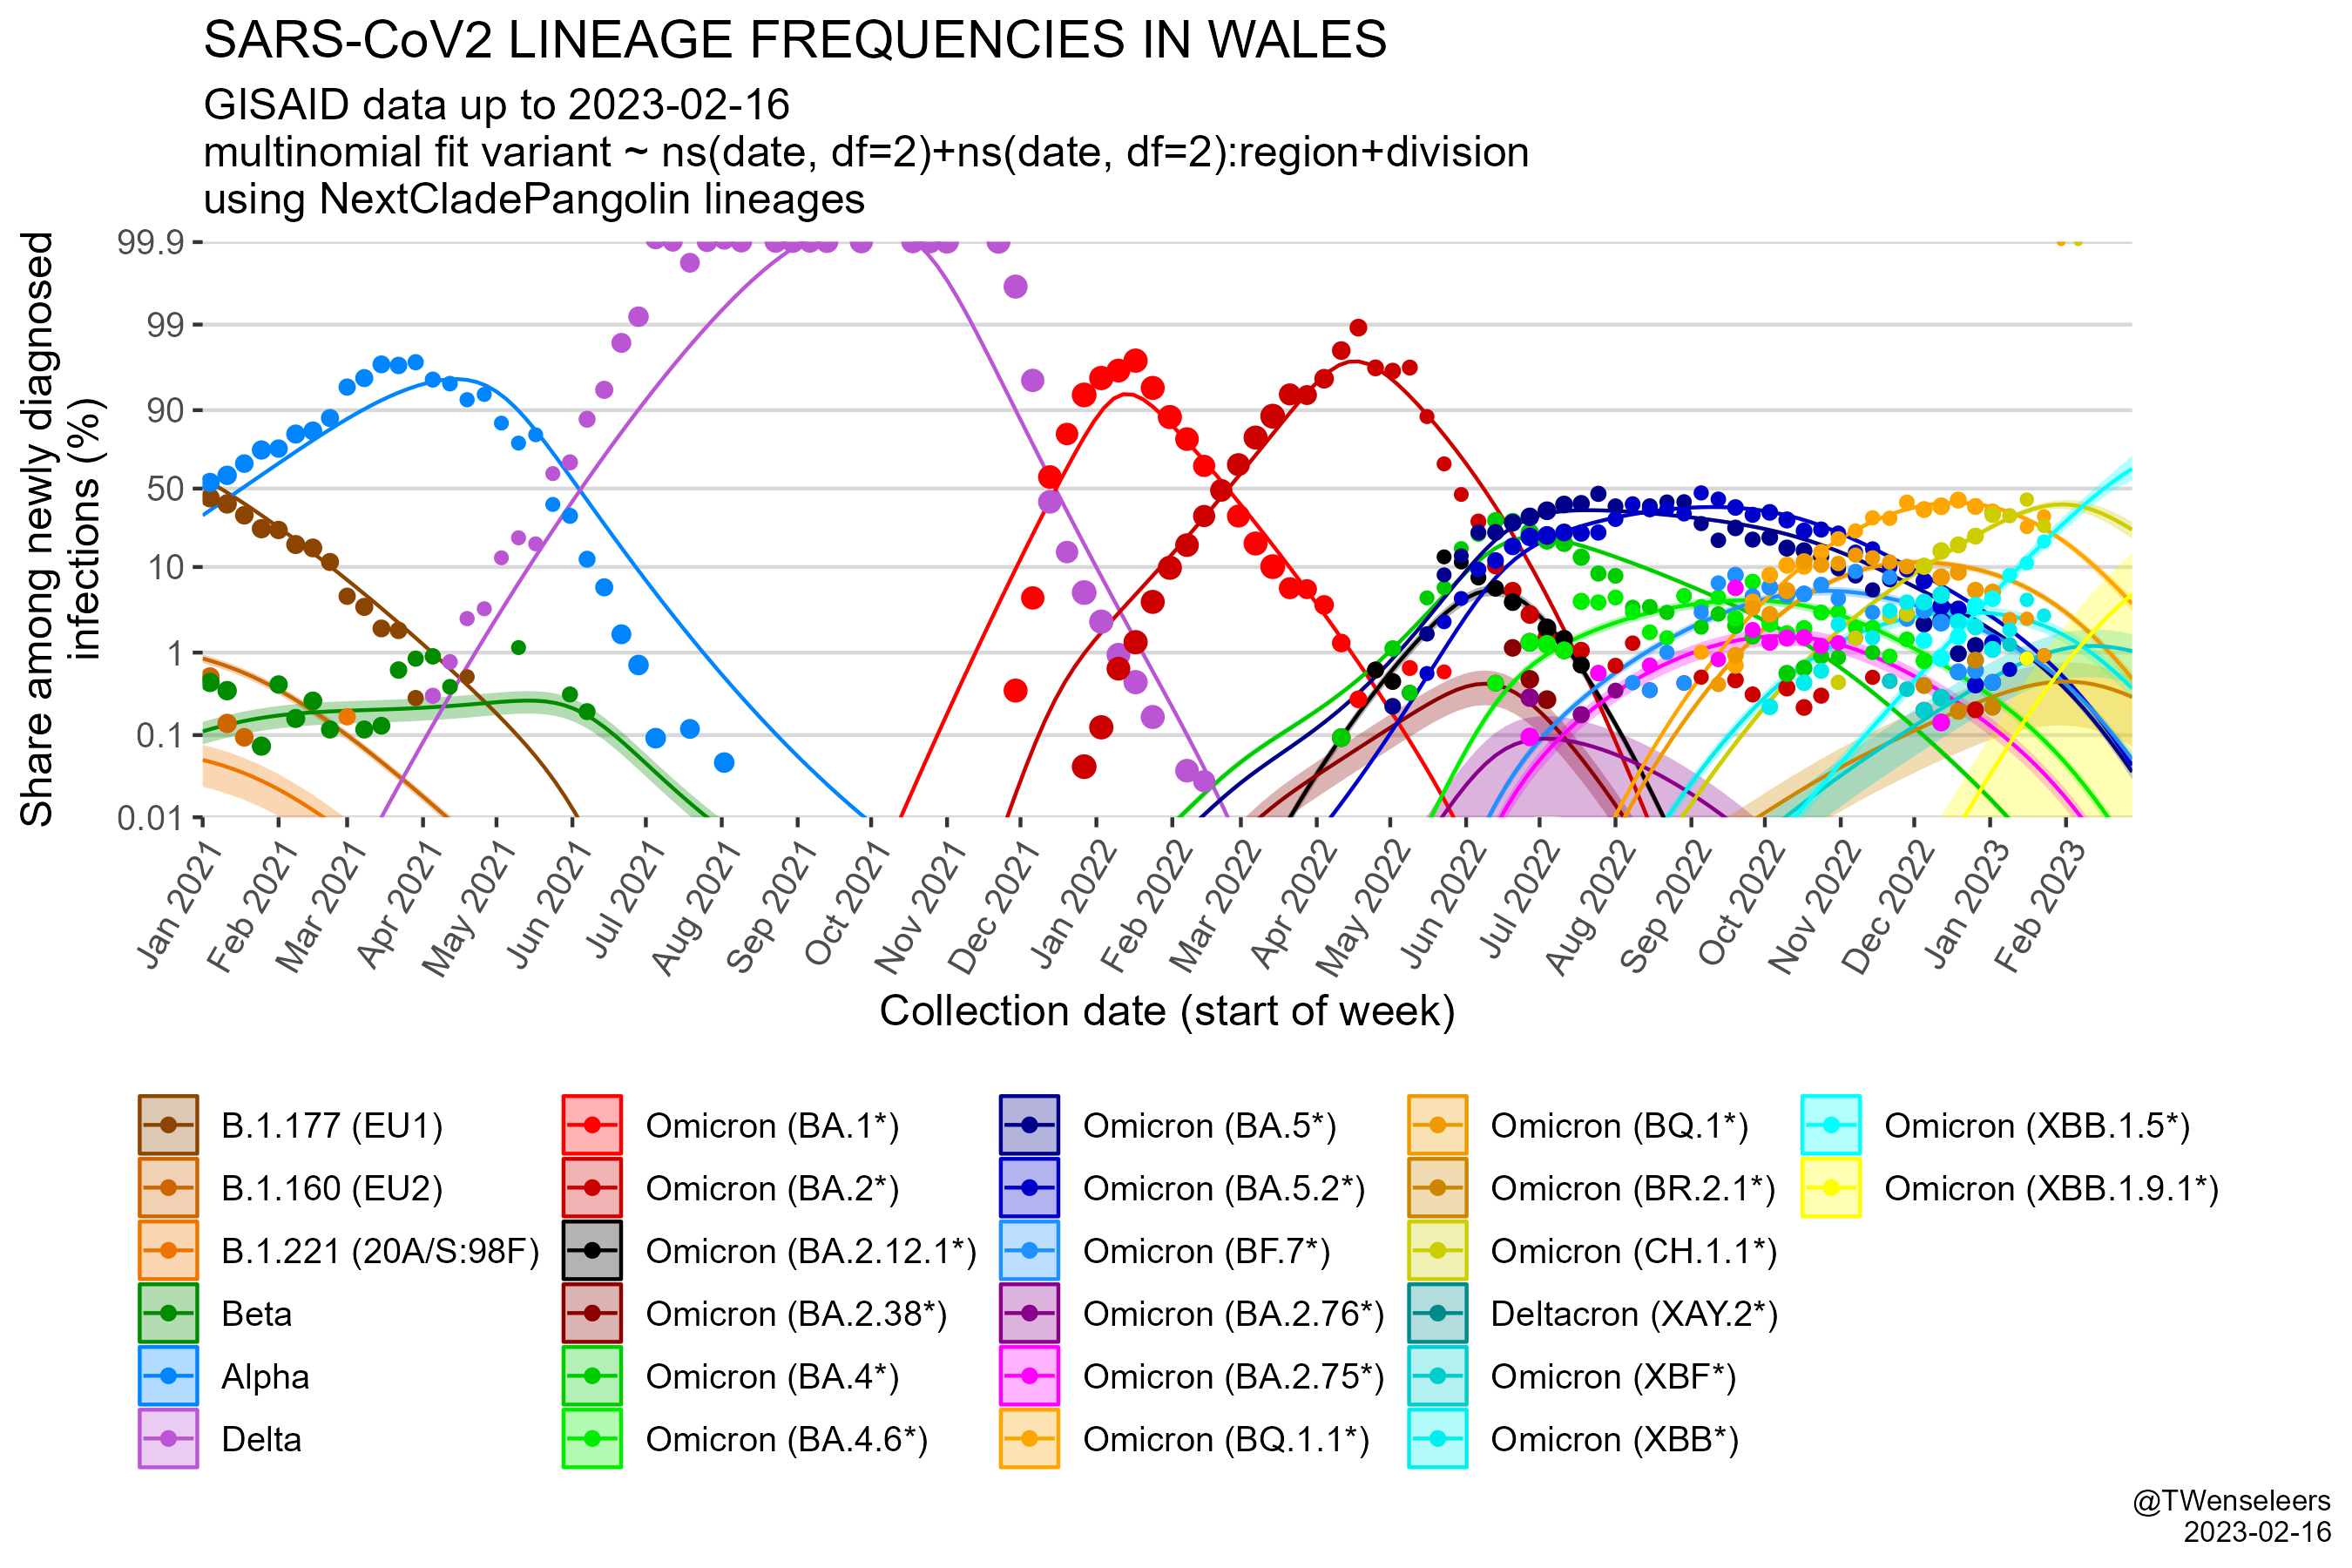 SARS-CoV2 LINEAGE FREQUENCIES IN WALES
GISAID data up to 2023-02-16
multinomial fit variant ~ ns(date, df=2)+ns(date, df=2):region+division
using NextCladePangolin lineages
Share among newly diagnosed
infections (%)
99.9
99
90
50
10
1
0.1
0.01
Jan 2021
Feb 2021
Mar 2021
Apr 2021
May 2021
Jun 2021
Jul 2021
Aug 2021
Sep 2021
Oct 2021
Nov 2021
Dec 2021
Jan 2022
Feb 2022
Mar 2022
Apr 2022
May 2022
Jun 2022
Jul 2022
Aug 2022
Sep 2022
Oct 2022
Nov 2022
Dec 2022
Jan 2023
Feb 2023
Collection date (start of week)
B.1.177 (EU1)
B.1.160 (EU2)
B.1.221 (20A/S:98F)
Beta
Alpha
Delta
Omicron (BA.1*)
Omicron (BA.2*)
Omicron (BA.2.12.1*)
Omicron (BA.2.38*)
Omicron (BA.4*)
Omicron (BA.4.6*)
Omicron (BA.5*)
Omicron (BA.5.2*)
Omicron (BF.7*)
Omicron (BA.2.76*)
Omicron (BA.2.75*)
Omicron (BQ.1.1*)
Omicron (BQ.1*)
Omicron (BR.2.1*)
Omicron (CH.1.1*)
Deltacron (XAY.2*)
Omicron (XBF*)
Omicron (XBB*)
Omicron (XBB.1.5*)
Omicron (XBB.1.9.1*)
@TWenseleers
2023-02-16